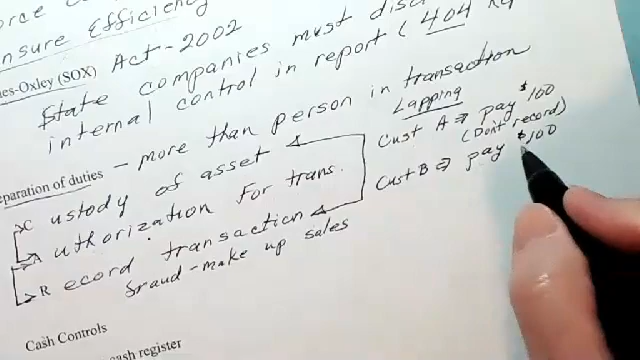 orce Co
nsure Efficiency
es-Oxley (SOX) Act - 2002
State companies must disc
internal control in report (404 R
eparation of duties - more than person in transaction
Lapping
C ustody of asset
Cust A => pay $100
(Don't record)
A uthorization for trans.
Cust B => pay $100
R ecord transaction
fraud - make up sales
Cash Controls
ash register